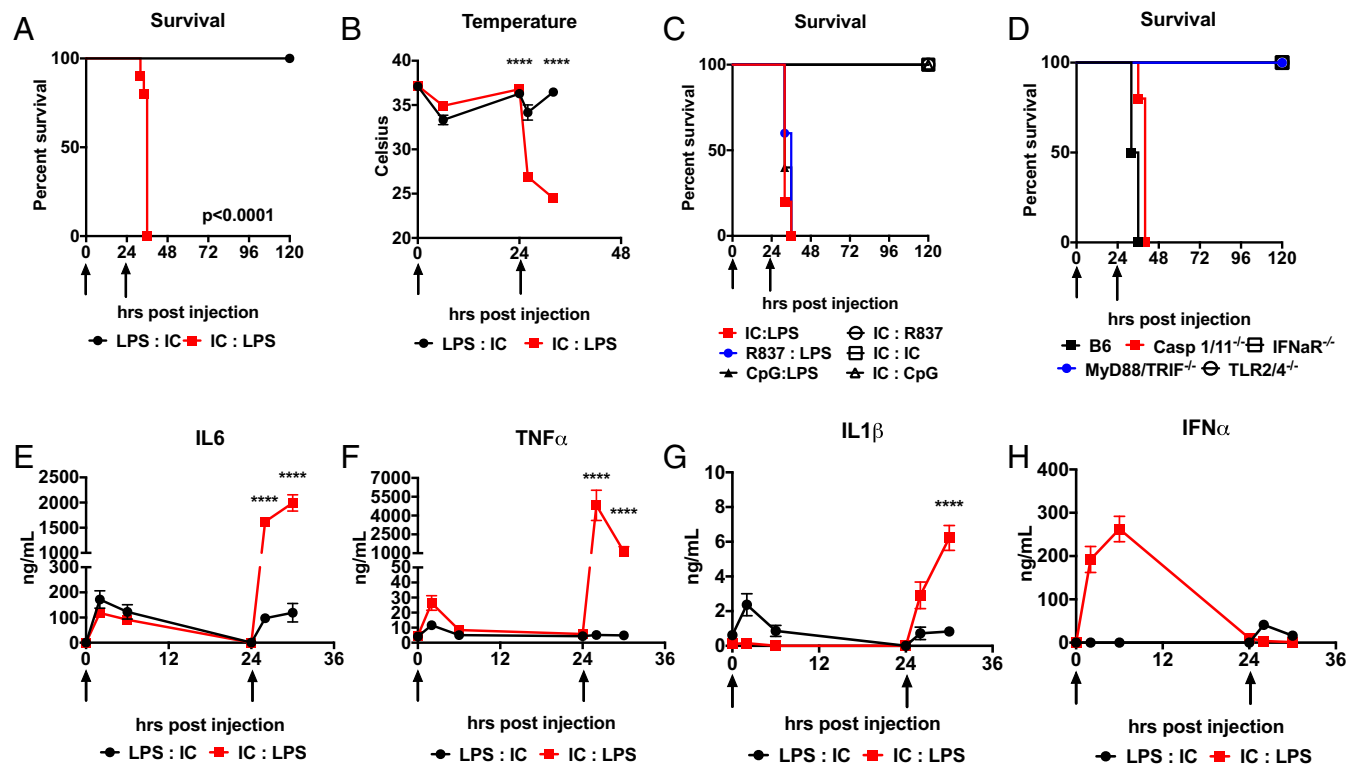 A
Survival
Percent survival
100
50
0
0 24 48 72 96 120
p<0.0001
hrs post injection
LPS : IC IC : LPS
B
Temperature
Celsius
40
35
30
25
20
0 24 48
**** ****
hrs post injection
LPS : IC IC : LPS
C
Survival
Percent survival
100
50
0
0 24 48 72 96 120
hrs post injection
IC:LPS IC : R837
R837 : LPS IC : IC
CpG:LPS IC : CpG
D
Survival
Percent survival
100
50
0
0 24 48 72 96 120
hrs post injection
B6 Casp 1/11-/- IFNaR-/-
MyD88/TRIF-/- TLR2/4-/-
E
IL6
ng/mL
2500
2000
1500
1000
300
200
100
0
0 12 24 36
**** ****
hrs post injection
LPS : IC IC : LPS
F
TNFα
ng/mL
7000
5500
4000
2500
1000
50
40
30
20
10
0
0 12 24 36
**** ****
hrs post injection
LPS : IC IC : LPS
G
IL1β
ng/mL
10
8
6
4
2
0
0 12 24 36
****
hrs post injection
LPS : IC IC : LPS
H
IFNα
ng/mL
400
300
200
100
0
0 12 24 36
hrs post injection
LPS : IC IC : LPS